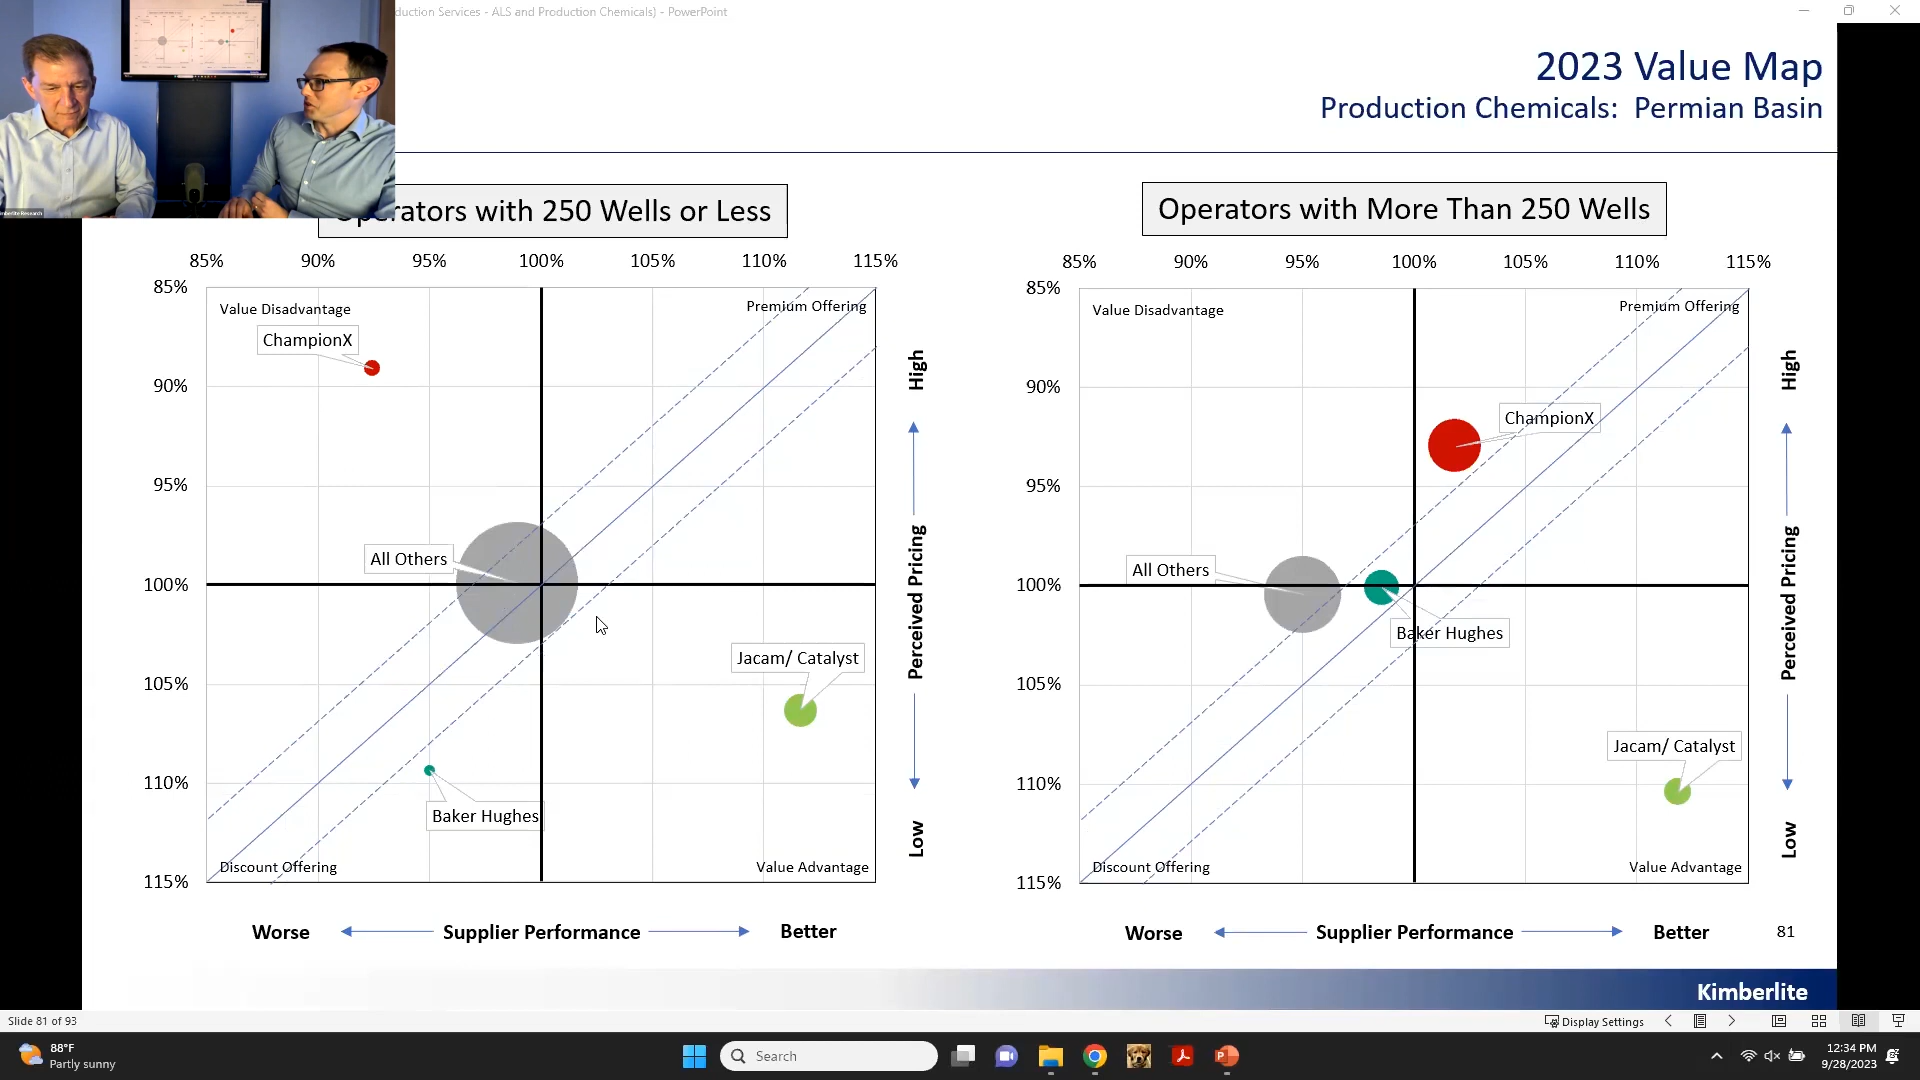 duction Services - ALS and Production Chemicals) - PowerPoint
2023 Value Map
Production Chemicals: Permian Basin
Operators with 250 Wells or Less
85% 90% 95% 100% 105% 110% 115%
85%
90%
95%
100%
105%
110%
115%
Value Disadvantage
Premium Offering
ChampionX
All Others
Jacam/ Catalyst
Baker Hughes
Discount Offering
Value Advantage
High
Perceived Pricing
Low
Worse
Supplier Performance
Better
Operators with More Than 250 Wells
85% 90% 95% 100% 105% 110% 115%
85%
90%
95%
100%
105%
110%
115%
Value Disadvantage
Premium Offering
ChampionX
All Others
Baker Hughes
Jacam/ Catalyst
Discount Offering
Value Advantage
High
Perceived Pricing
Low
Worse
Supplier Performance
Better
81
Kimberlite
Slide 81 of 93
Display Settings
88°F
Partly sunny
Search
12:34 PM
9/28/2023